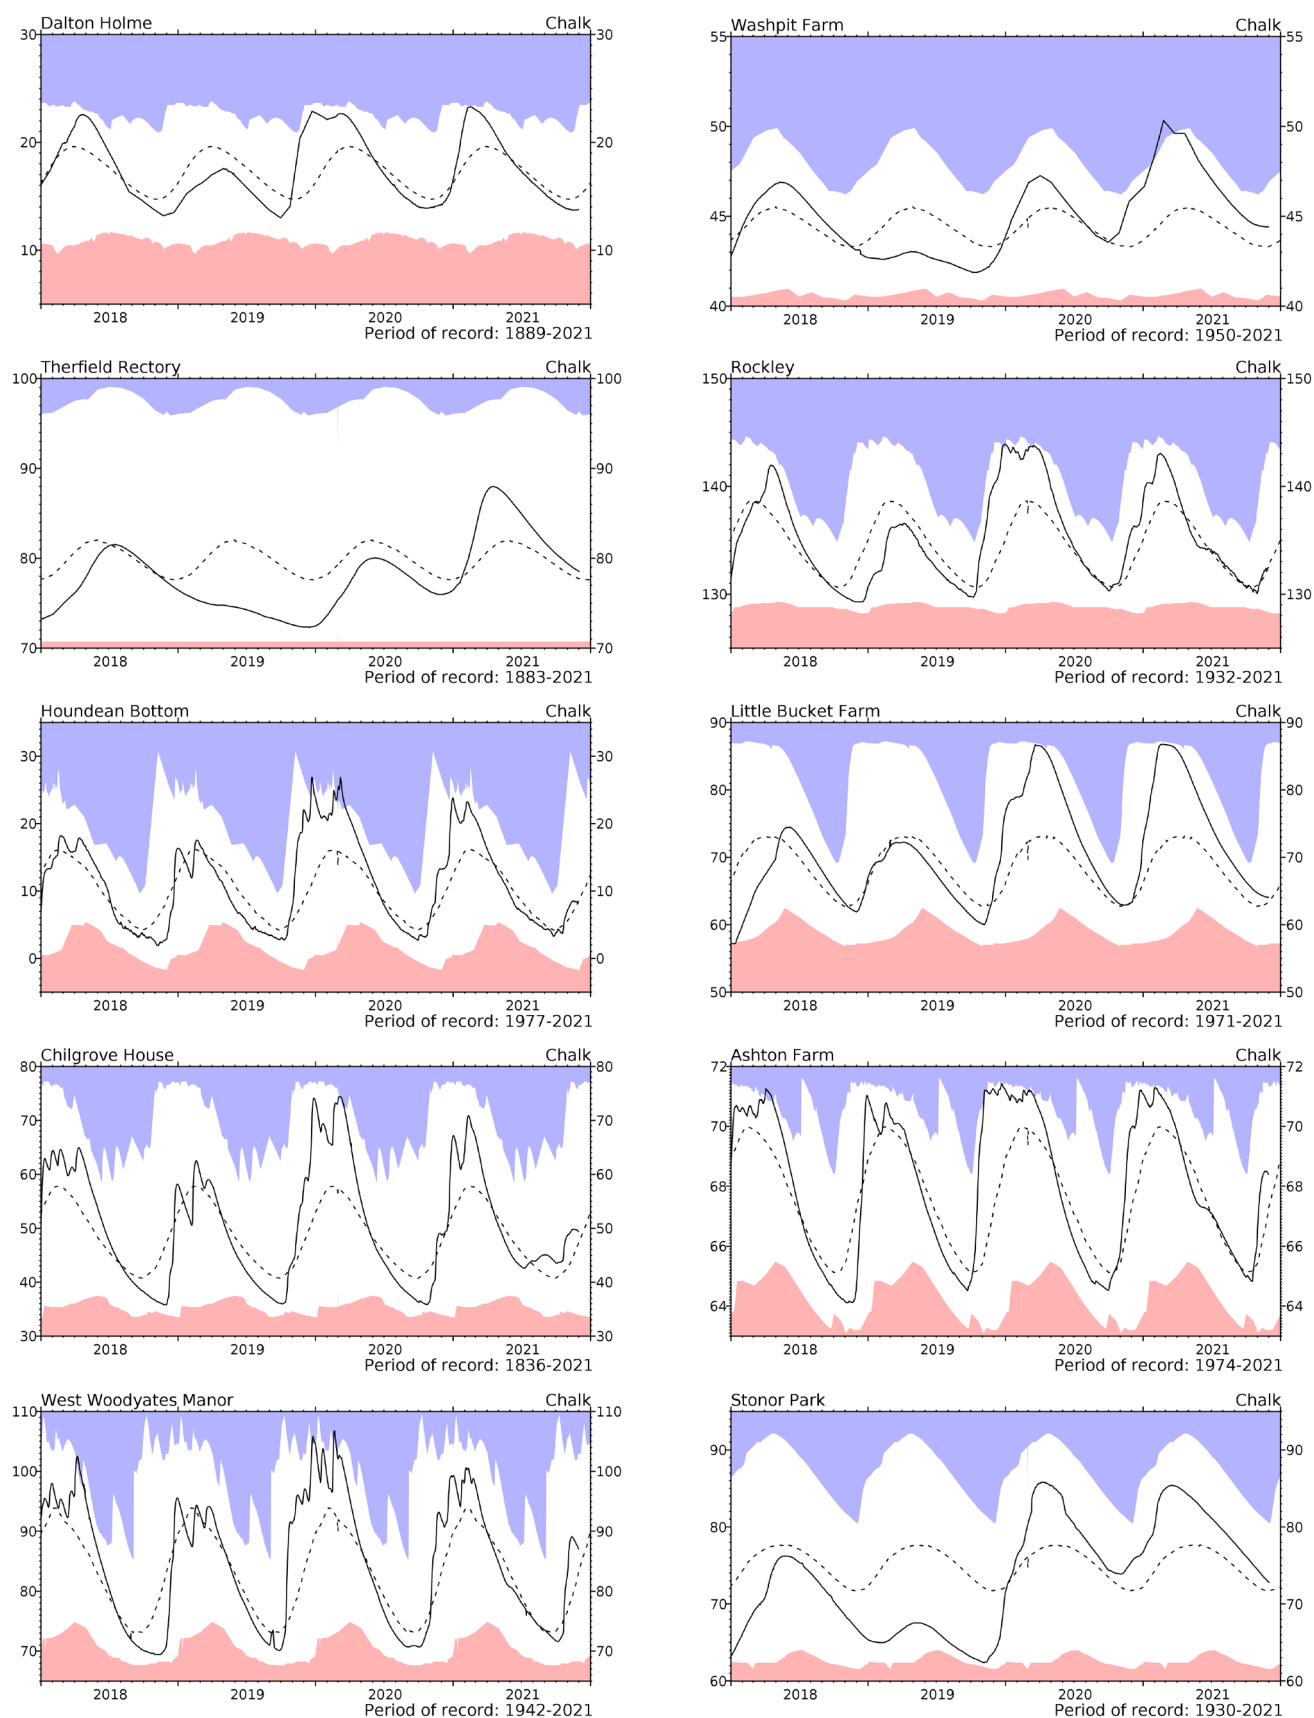 Dalton Holme Chalk
30 30
20 20
10 10
2018 2019 2020 2021
Period of record: 1889-2021
Washpit Farm Chalk
55 55
50 50
45 45
40 40
2018 2019 2020 2021
Period of record: 1950-2021
Therfield Rectory Chalk
100 100
90 90
80 80
70 70
2018 2019 2020 2021
Period of record: 1883-2021
Rockley Chalk
150 150
140 140
130 130
2018 2019 2020 2021
Period of record: 1932-2021
Houndean Bottom Chalk
30 30
20 20
10 10
0 0
2018 2019 2020 2021
Period of record: 1977-2021
Little Bucket Farm Chalk
90 90
80 80
70 70
60 60
50 50
2018 2019 2020 2021
Period of record: 1971-2021
Chilgrove House Chalk
80 80
70 70
60 60
50 50
40 40
30 30
2018 2019 2020 2021
Period of record: 1836-2021
Ashton Farm Chalk
72 72
70 70
68 68
66 66
64 64
2018 2019 2020 2021
Period of record: 1974-2021
West Woodyates Manor Chalk
110 110
100 100
90 90
80 80
70 70
2018 2019 2020 2021
Period of record: 1942-2021
Stonor Park Chalk
90 90
80 80
70 70
60 60
2018 2019 2020 2021
Period of record: 1930-2021